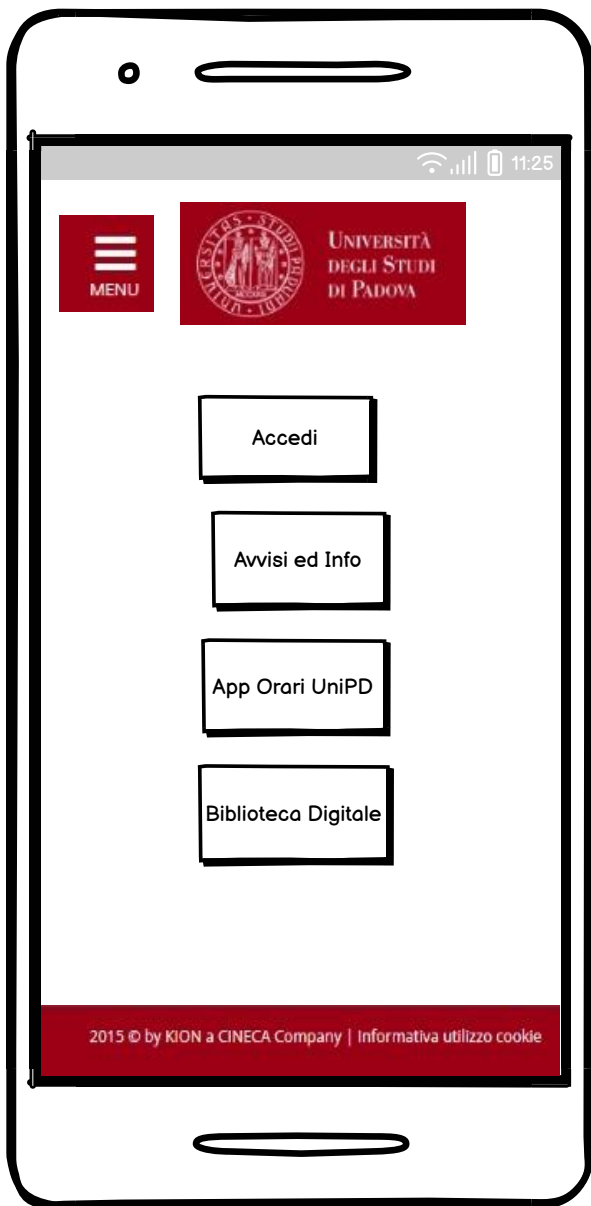 11:25
MENU
UNIVERSITÀ
DEGLI STUDI
DI PADOVA
Accedi
Avvisi ed Info
App Orari UniPD
Biblioteca Digitale
2015 © by KION a CINECA Company | Informativa utilizzo cookie